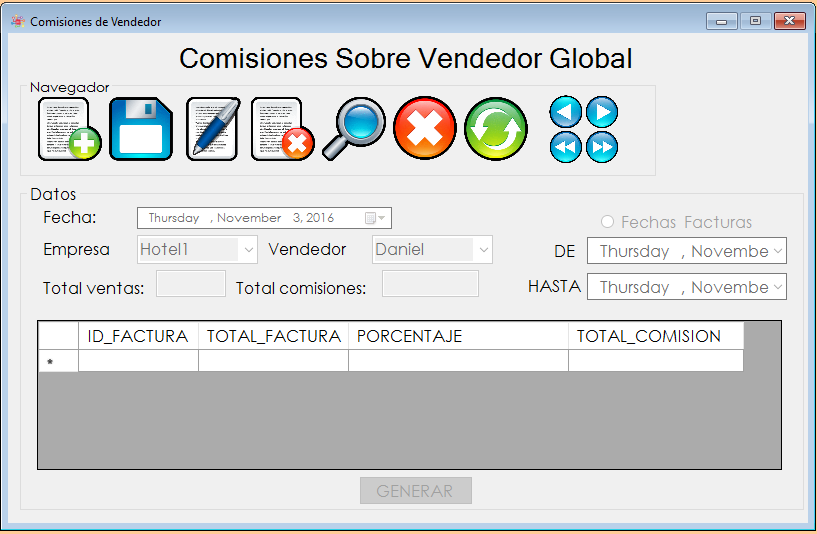 Comisiones de Vendedor
Comisiones Sobre Vendedor Global
Navegador
Datos
Fecha: Thursday , November 3, 2016
Fechas Facturas
Empresa Hotel1 Vendedor Daniel
DE Thursday , Novembe
Total ventas: Total comisiones:
HASTA Thursday , Novembe
ID_FACTURA TOTAL_FACTURA PORCENTAJE TOTAL_COMISION
*
GENERAR